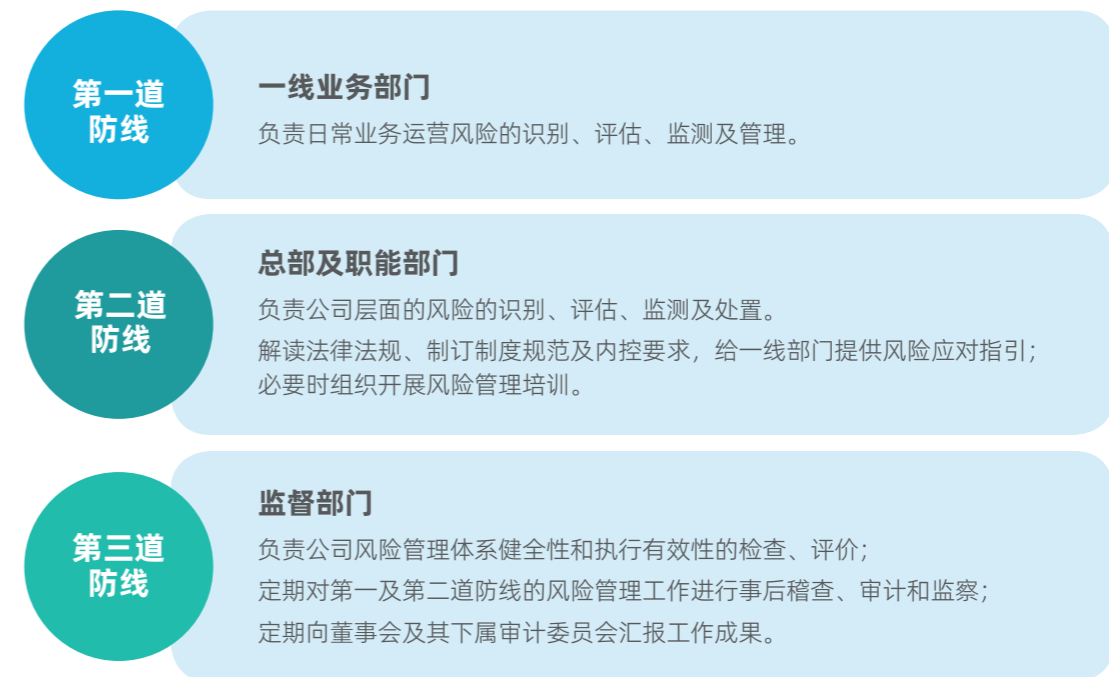 第一道
防线
一线业务部门
负责日常业务运营风险的识别、评估、监测及管理。
第二道
防线
总部及职能部门
负责公司层面的风险的识别、评估、监测及处置。
解读法律法规、制订制度规范及内控要求，给一线部门提供风险应对指引；
必要时组织开展风险管理培训。
第三道
防线
监督部门
负责公司风险管理体系健全性和执行有效性的检查、评价；
定期对第一及第二道防线的风险管理工作进行事后稽查、审计和监察；
定期向董事会及其下属审计委员会汇报工作成果。